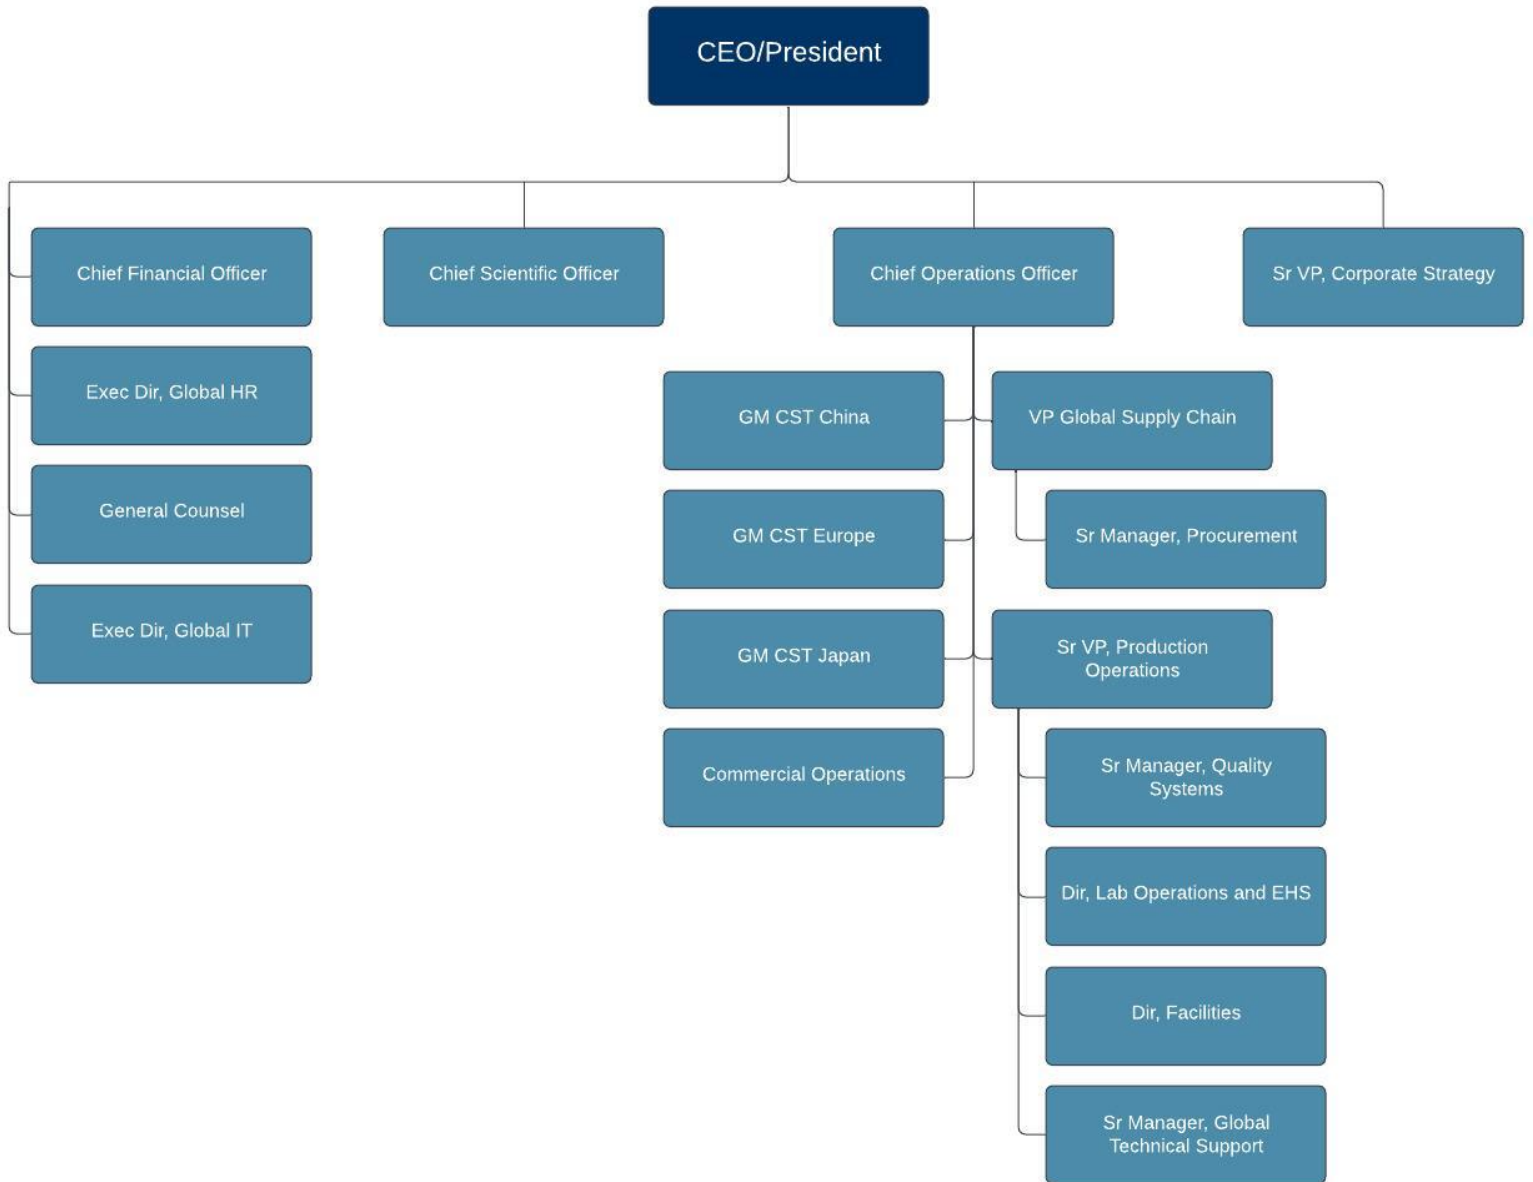 CEO/President
Chief Financial Officer
Chief Scientific Officer
Chief Operations Officer
Sr VP, Corporate Strategy
Exec Dir, Global HR
General Counsel
Exec Dir, Global IT
GM CST China
GM CST Europe
GM CST Japan
Commercial Operations
VP Global Supply Chain
Sr Manager, Procurement
Sr VP, Production
Operations
Sr Manager, Quality
Systems
Dir, Lab Operations and EHS
Dir, Facilities
Sr Manager, Global
Technical Support